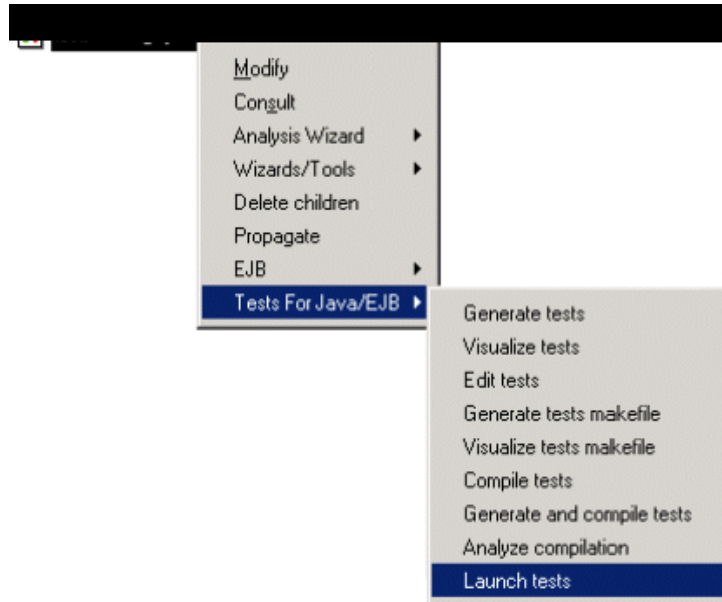 Modify
Consult
Analysis Wizard
Wizards/Tools
Delete children
Propagate
EJB
Tests For Java/EJB
Generate tests
Visualize tests
Edit tests
Generate tests makefile
Visualize tests makefile
Compile tests
Generate and compile tests
Analyze compilation
Launch tests